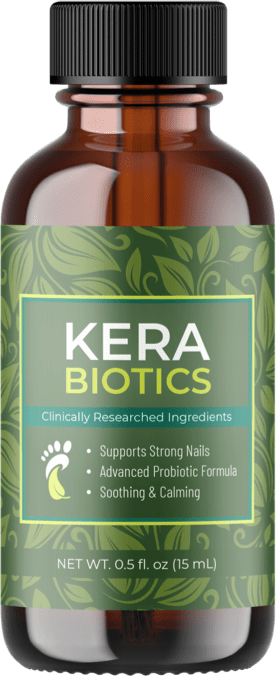 KERA
BIOTICS
Clinically Researched Ingredients
• Supports Strong Nails
• Advanced Probiotic Formula
• Soothing & Calming
NET WT. 0.5 fl. oz (15 mL)